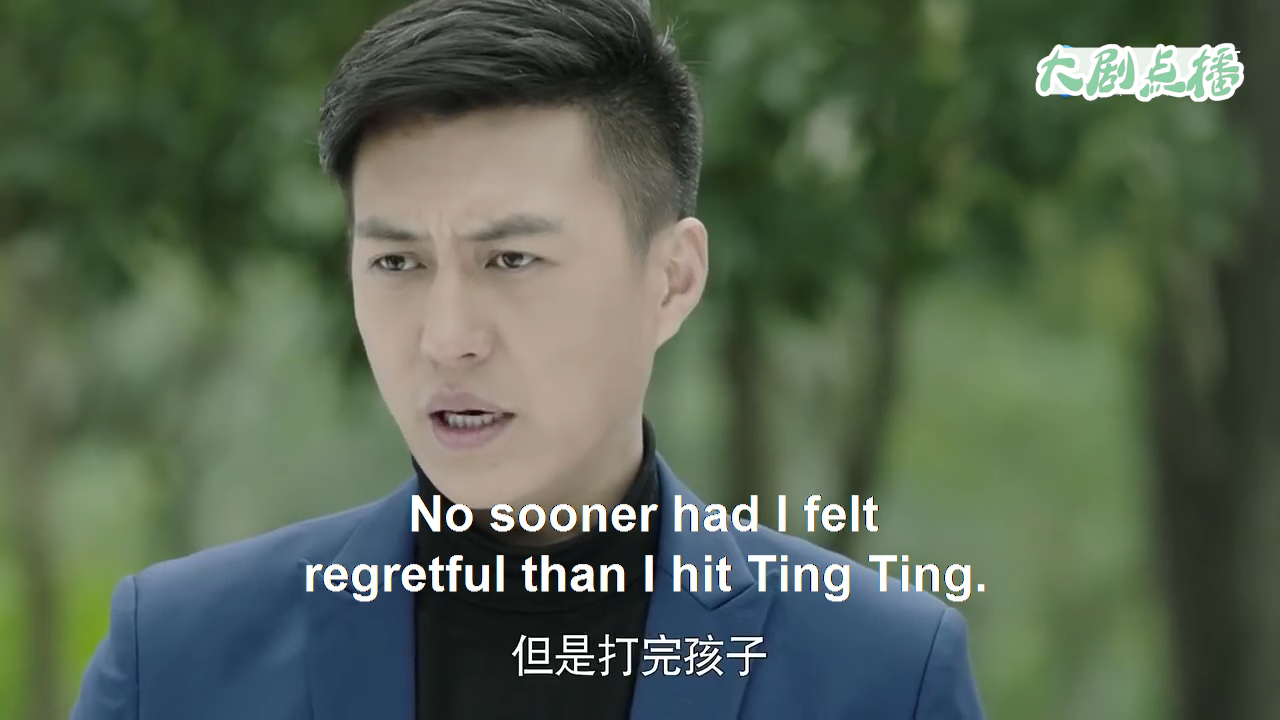 大剧点播
No sooner had I felt
regretful than I hit Ting Ting.
但是打完孩子